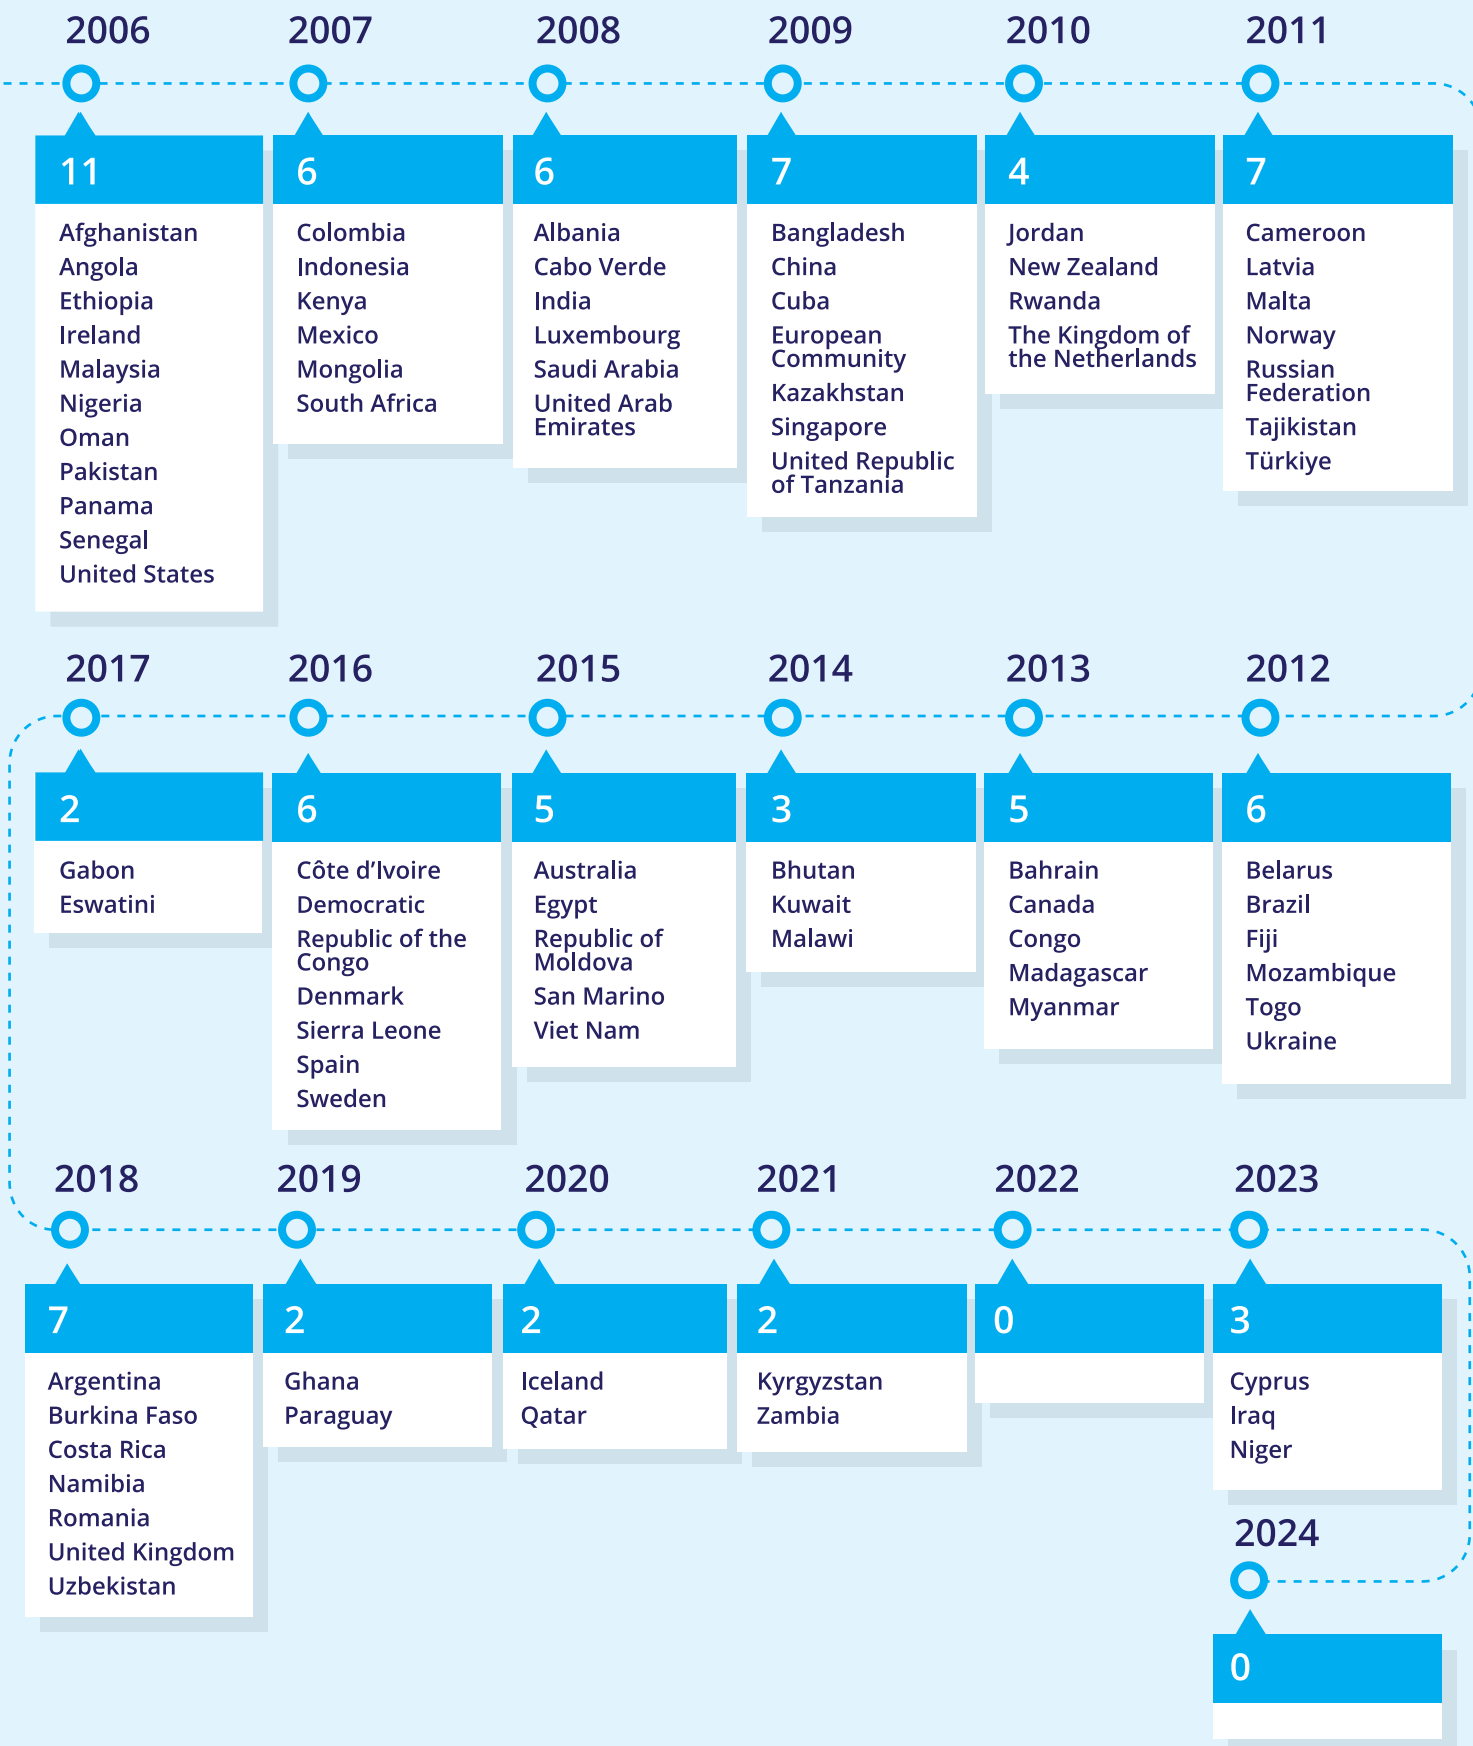 2006
11
Afghanistan
Angola
Ethiopia
Ireland
Malaysia
Nigeria
Oman
Pakistan
Panama
Senegal
United States
2007
6
Colombia
Indonesia
Kenya
Mexico
Mongolia
South Africa
2008
6
Albania
Cabo Verde
India
Luxembourg
Saudi Arabia
United Arab
Emirates
2009
7
Bangladesh
China
Cuba
European
Community
Kazakhstan
Singapore
United Republic
of Tanzania
2010
4
Jordan
New Zealand
Rwanda
The Kingdom of
the Netherlands
2011
7
Cameroon
Latvia
Malta
Norway
Russian
Federation
Tajikistan
Türkiye
2017
2
Gabon
Eswatini
2016
6
Côte d’Ivoire
Democratic
Republic of the
Congo
Denmark
Sierra Leone
Spain
Sweden
2015
5
Australia
Egypt
Republic of
Moldova
San Marino
Viet Nam
2014
3
Bhutan
Kuwait
Malawi
2013
5
Bahrain
Canada
Congo
Madagascar
Myanmar
2012
6
Belarus
Brazil
Fiji
Mozambique
Togo
Ukraine
2018
7
Argentina
Burkina Faso
Costa Rica
Namibia
Romania
United Kingdom
Uzbekistan
2019
2
Ghana
Paraguay
2020
2
Iceland
Qatar
2021
2
Kyrgyzstan
Zambia
2022
0
2023
3
Cyprus
Iraq
Niger
2024
0